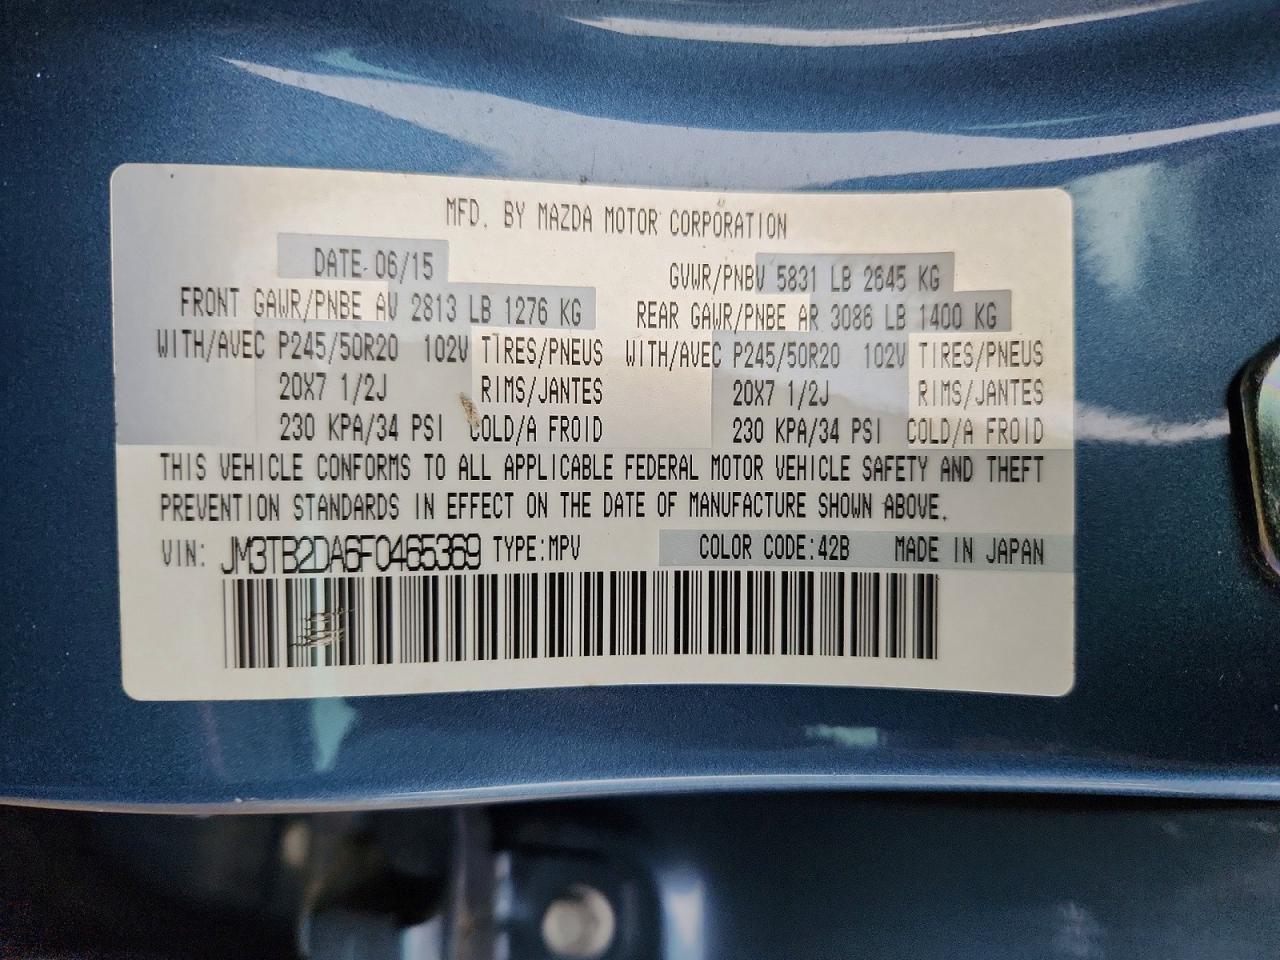 MFD. BY MAZDA MOTOR CORPORATION
DATE 06/15 GVWR/PNBV 5831 LB 2645 KG
FRONT GAWR/PNBE AV 2813 LB 1276 KG REAR GAWR/PNBE AR 3086 LB 1400 KG
WITH/AVEC P245/50R20 102V TIRES/PNEUS WITH/AVEC P245/50R20 102V TIRES/PNEUS
20X7 1/2J RIMS/JANTES 20X7 1/2J RIMS/JANTES
230 KPA/34 PSI COLD/A FROID 230 KPA/34 PSI COLD/A FROID
THIS VEHICLE CONFORMS TO ALL APPLICABLE FEDERAL MOTOR VEHICLE SAFETY AND THEFT
PREVENTION STANDARDS IN EFFECT ON THE DATE OF MANUFACTURE SHOWN ABOVE.
VIN: JM3TB2DA6F0465369 TYPE:MPV COLOR CODE:42B MADE IN JAPAN